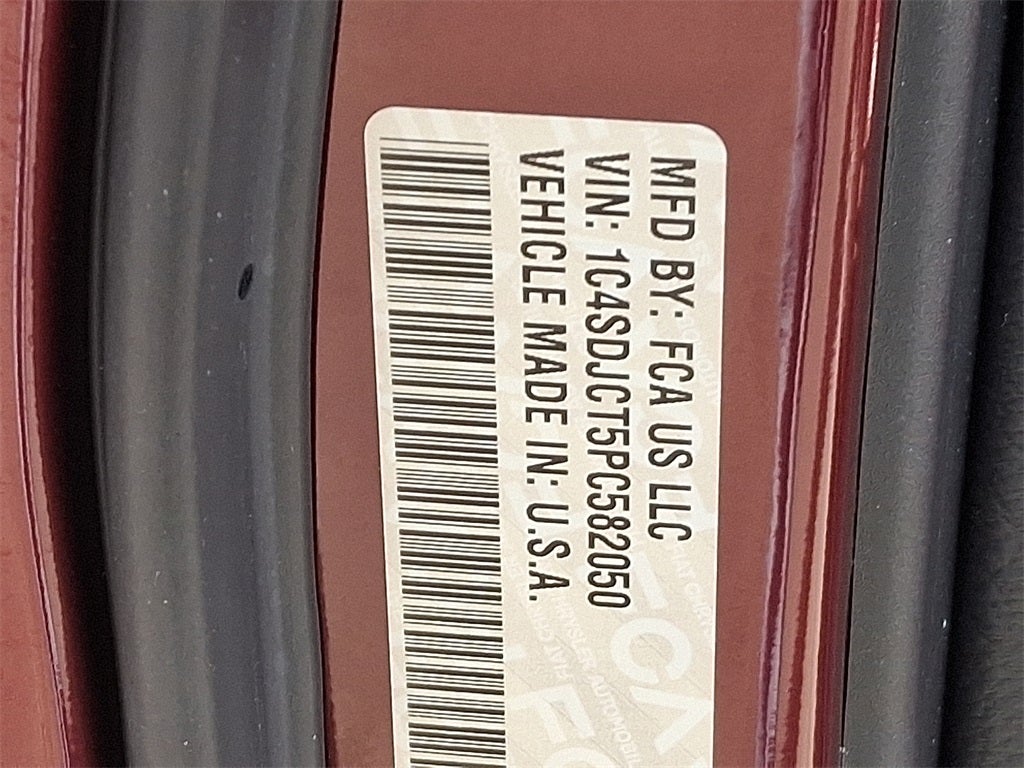 MFD BY: FCA US LLC
VIN: 1C4SDJCT5PC582050
VEHICLE MADE IN: U.S.A.